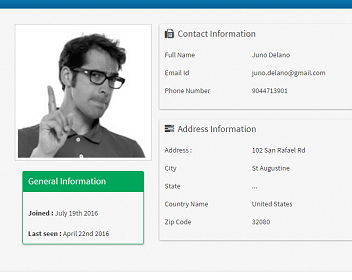 Contact Information
Full Name Juno Delano
Email Id juno.delano@gmail.com
Phone Number 9044713901
Address Information
Address : 102 San Rafael Rd
City St Augustine
State ...
Country Name United States
Zip Code 32080
General Information
Joined : July 19th 2016
Last seen : April 22nd 2016